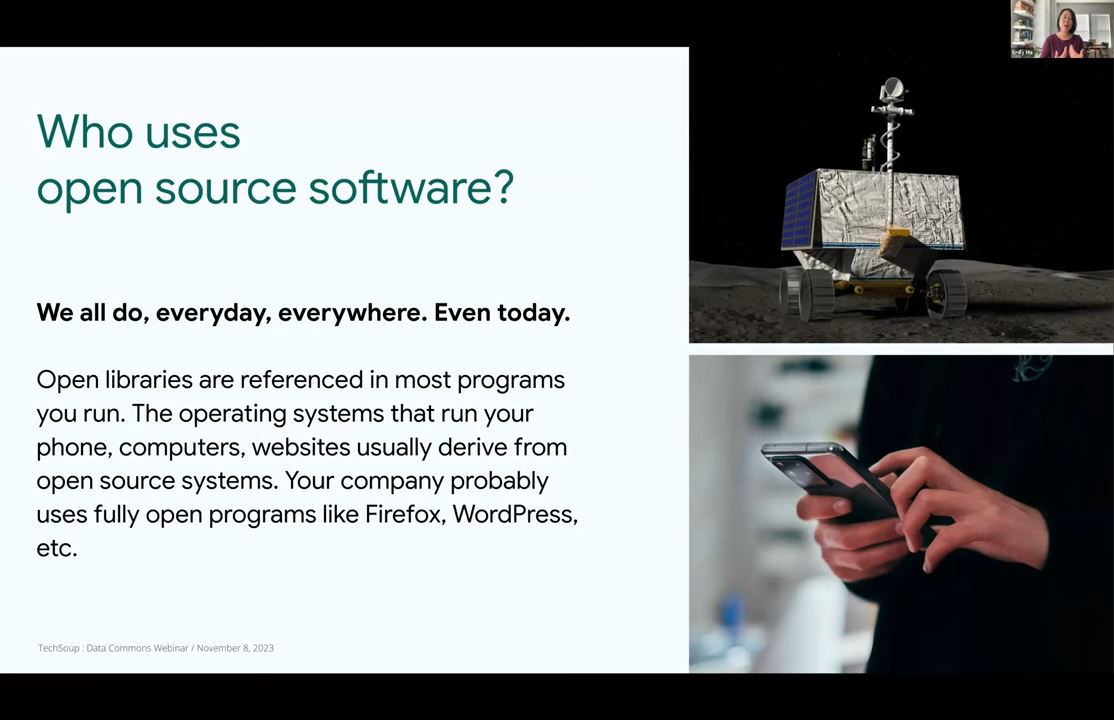 Who uses
open source software?
We all do, everyday, everywhere. Even today.
Open libraries are referenced in most programs
you run. The operating systems that run your
phone, computers, websites usually derive from
open source systems. Your company probably
uses fully open programs like Firefox, WordPress,
etc.
TechSoup : Data Commons Webinar / November 8, 2023